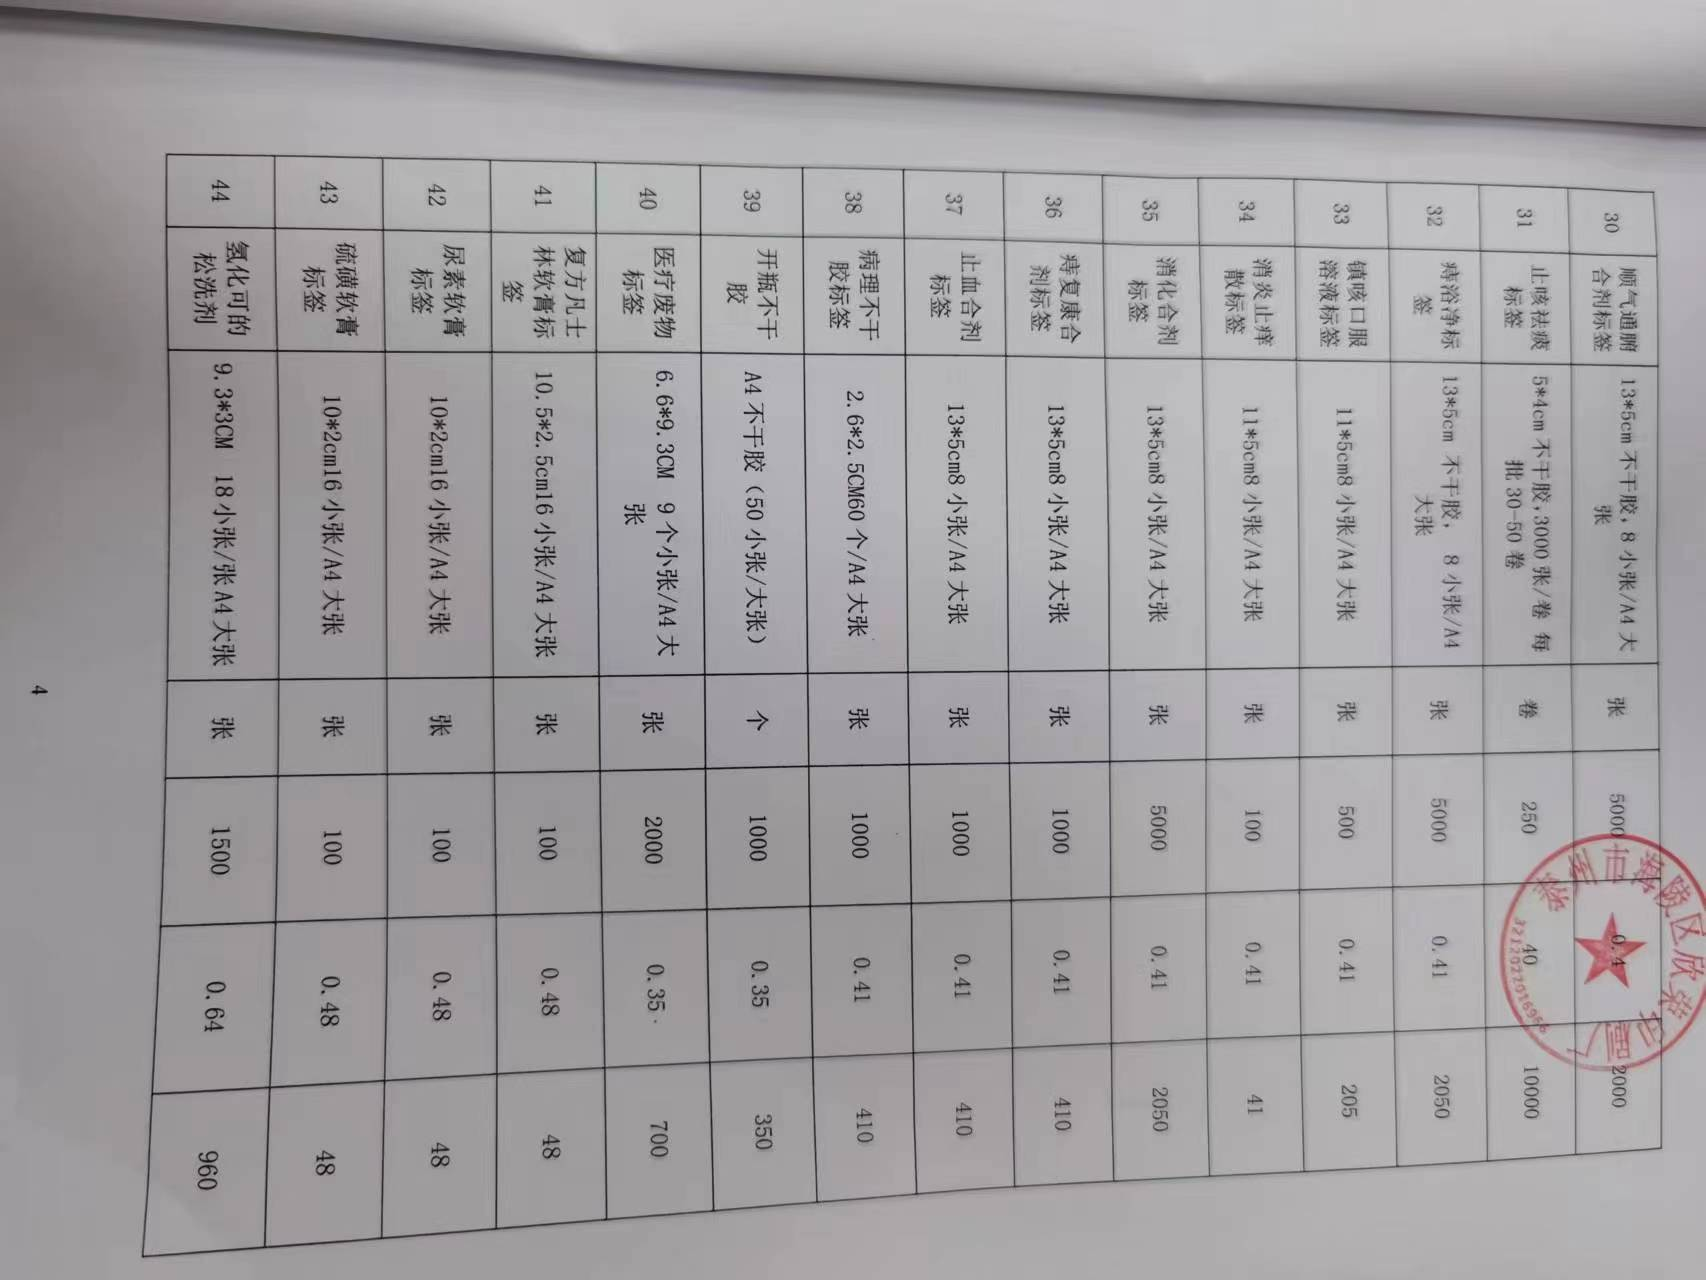 30 顺气通腑合剂标签 13*5cm 不干胶，8 小张/A4 大张 张 5000 0.4 2000
31 止咳祛痰标签 5*4cm 不干胶,3000 张/卷 每批 30-50 卷 卷 250 40 10000
32 痔浴净标签 13*5cm 不干胶， 8 小张/A4 大张 张 5000 0.41 2050
33 镇咳口服溶液标签 11*5cm8 小张/A4 大张 张 500 0.41 205
34 消炎止痒散标签 11*5cm8 小张/A4 大张 张 100 0.41 41
35 消化合剂标签 13*5cm8 小张/A4 大张 张 5000 0.41 2050
36 痔复康合剂标签 13*5cm8 小张/A4 大张 张 1000 0.41 410
37 止血合剂标签 13*5cm8 小张/A4 大张 张 1000 0.41 410
38 病理不干胶标签 2.6*2.5CM60 个/A4 大张 张 1000 0.41 410
39 开瓶不干胶 A4 不干胶（50 小张/大张） 个 1000 0.35 350
40 医疗废物标签 6.6*9.3CM 9 个小张/A4 大张 张 2000 0.35 700
41 复方凡士林软膏标签 10.5*2.5cm16 小张/A4 大张 张 100 0.48 48
42 尿素软膏标签 10*2cm16 小张/A4 大张 张 100 0.48 48
43 硫磺软膏标签 10*2cm16 小张/A4 大张 张 100 0.48 48
44 氢化可的松洗剂 9.3*3CM 18 小张/张 A4 大张 张 1500 0.64 960
4
泰州市海陵区欣荣印刷厂